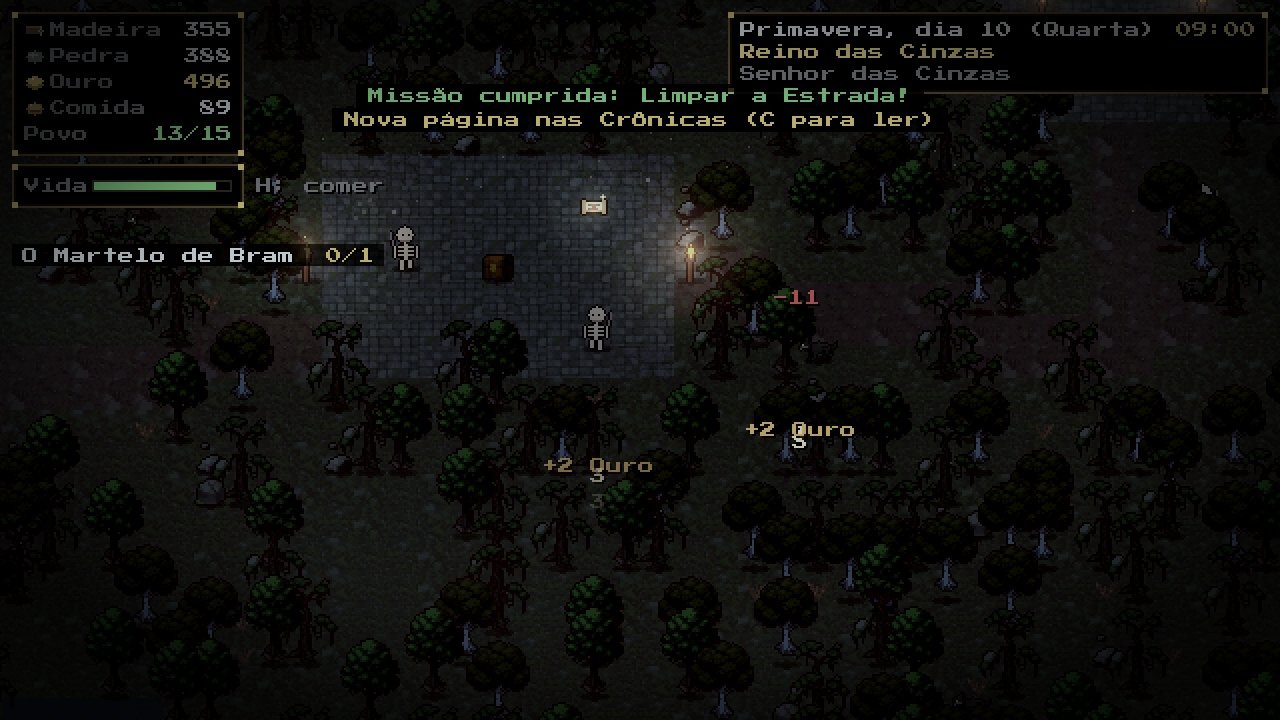 Madeira 355
Pedra 388
Ouro 496
Comida 89
Povo 13/15
Vida H: comer
O Martelo de Bram 0/1
Primavera, dia 10 (Quarta) 09:00
Reino das Cinzas
Senhor das Cinzas
Missão cumprida: Limpar a Estrada!
Nova página nas Crônicas (C para ler)
-11
+2 Ouro
+2 Ouro
3